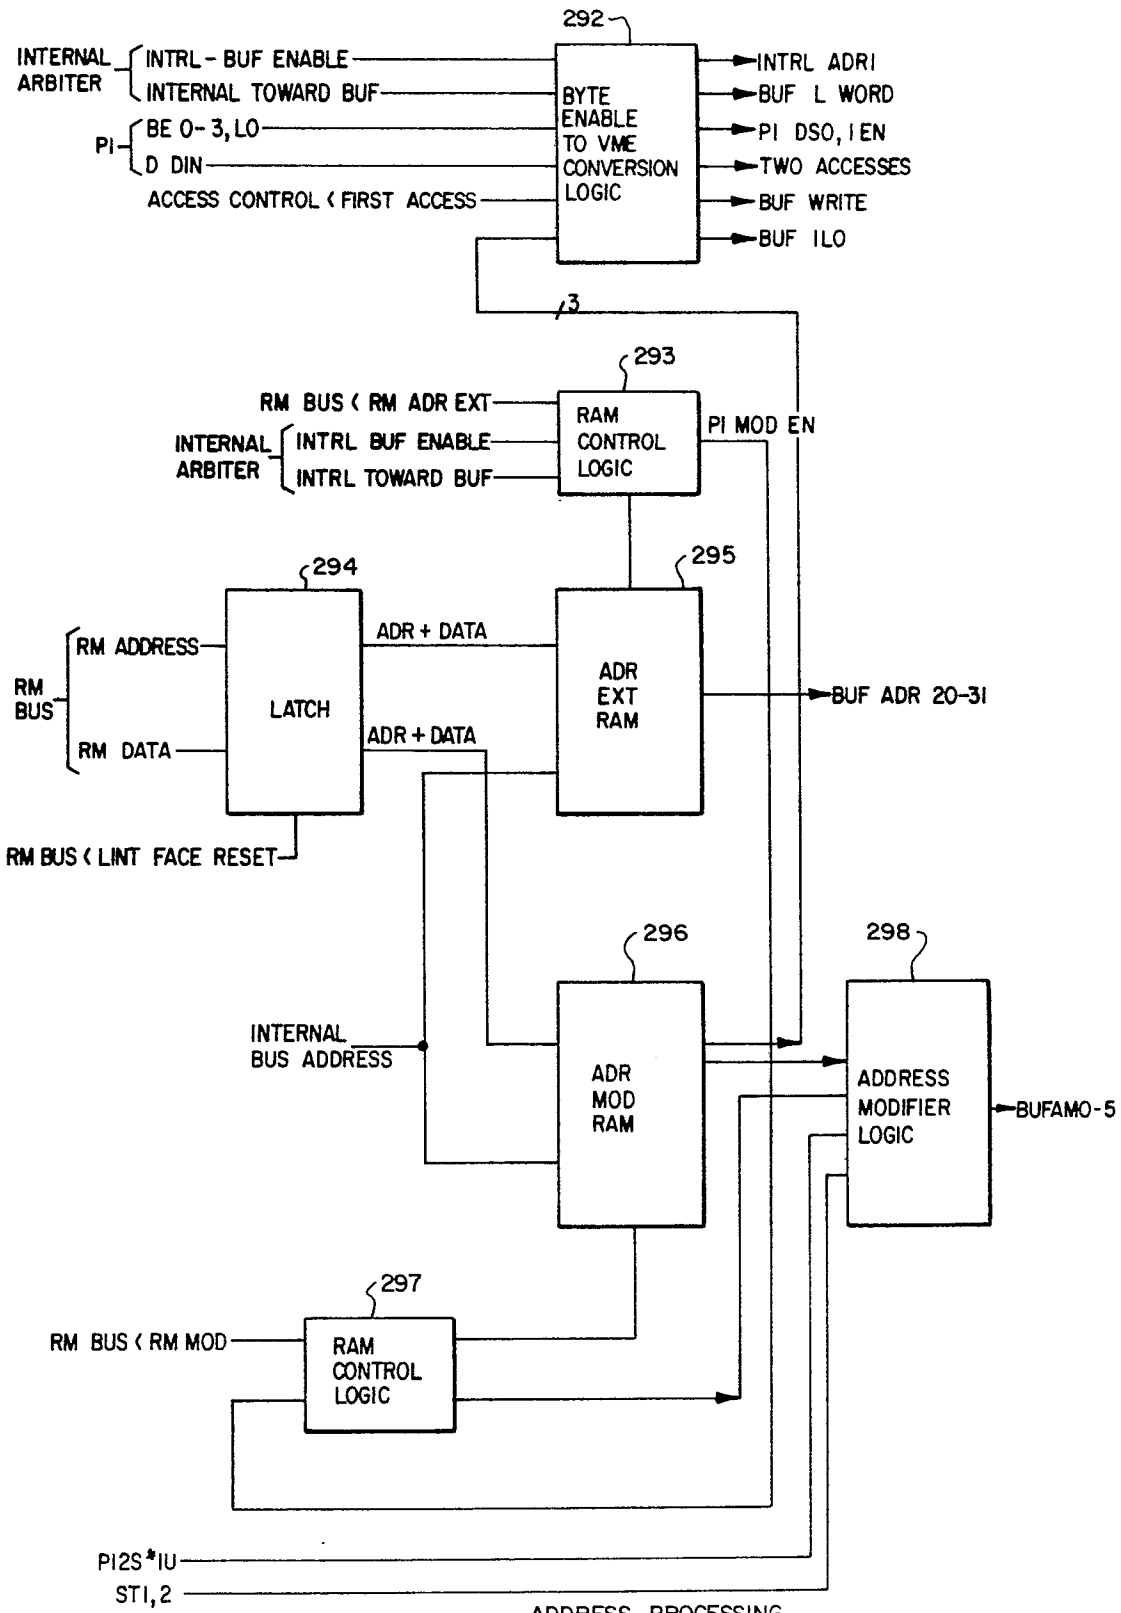 292
INTERNAL
ARBITER
INTRL - BUF ENABLE
INTERNAL TOWARD BUF
PI
BE 0-3, LO
D DIN
ACCESS CONTROL < FIRST ACCESS
BYTE
ENABLE
TO VME
CONVERSION
LOGIC
INTRL ADR1
BUF L WORD
PI DSO, 1 EN
TWO ACCESSES
BUF WRITE
BUF ILO
3
293
RM BUS < RM ADR EXT
INTERNAL
ARBITER
INTRL BUF ENABLE
INTRL TOWARD BUF
RAM
CONTROL
LOGIC
PI MOD EN
294
295
RM
BUS
RM ADDRESS
RM DATA
LATCH
ADR + DATA
ADR + DATA
ADR
EXT
RAM
BUF ADR 20-31
RM BUS < LINT FACE RESET
296
298
INTERNAL
BUS ADDRESS
ADR
MOD
RAM
ADDRESS
MODIFIER
LOGIC
BUFAMO-5
297
RM BUS < RM MOD
RAM
CONTROL
LOGIC
PI2S*IU
ST1, 2
ADDRESS PROCESSING